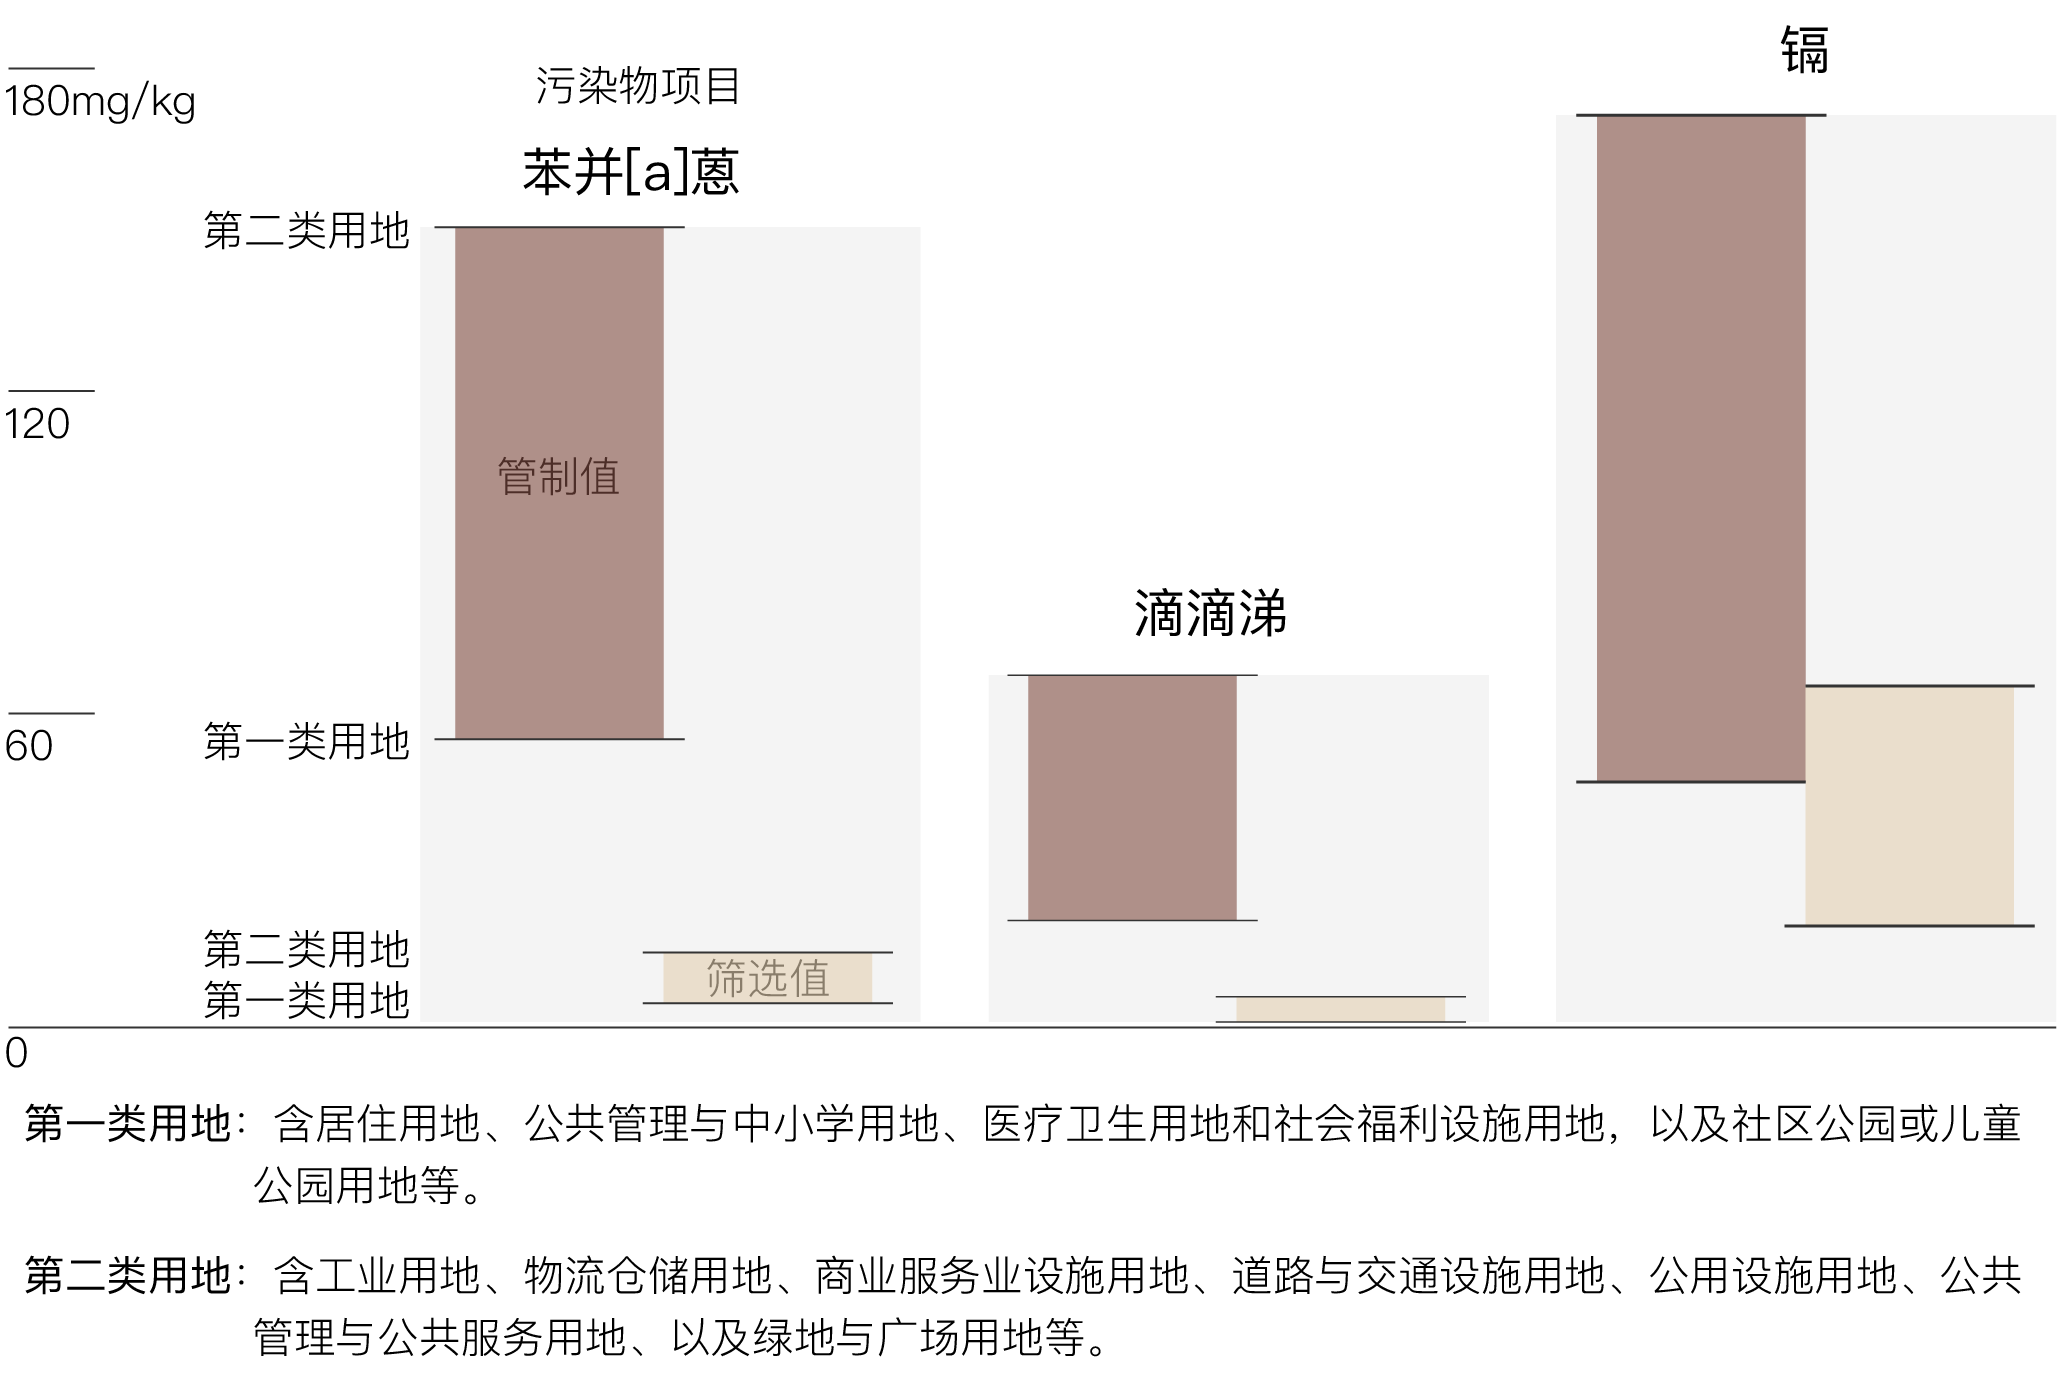 镉
180mg/kg
污染物项目
苯并[a]蒽
第二类用地
120
管制值
滴滴涕
60
第一类用地
第二类用地
筛选值
第一类用地
0
第一类用地：含居住用地、公共管理与中小学用地、医疗卫生用地和社会福利设施用地，以及社区公园或儿童
公园用地等。
第二类用地：含工业用地、物流仓储用地、商业服务业设施用地、道路与交通设施用地、公用设施用地、公共
管理与公共服务用地、以及绿地与广场用地等。